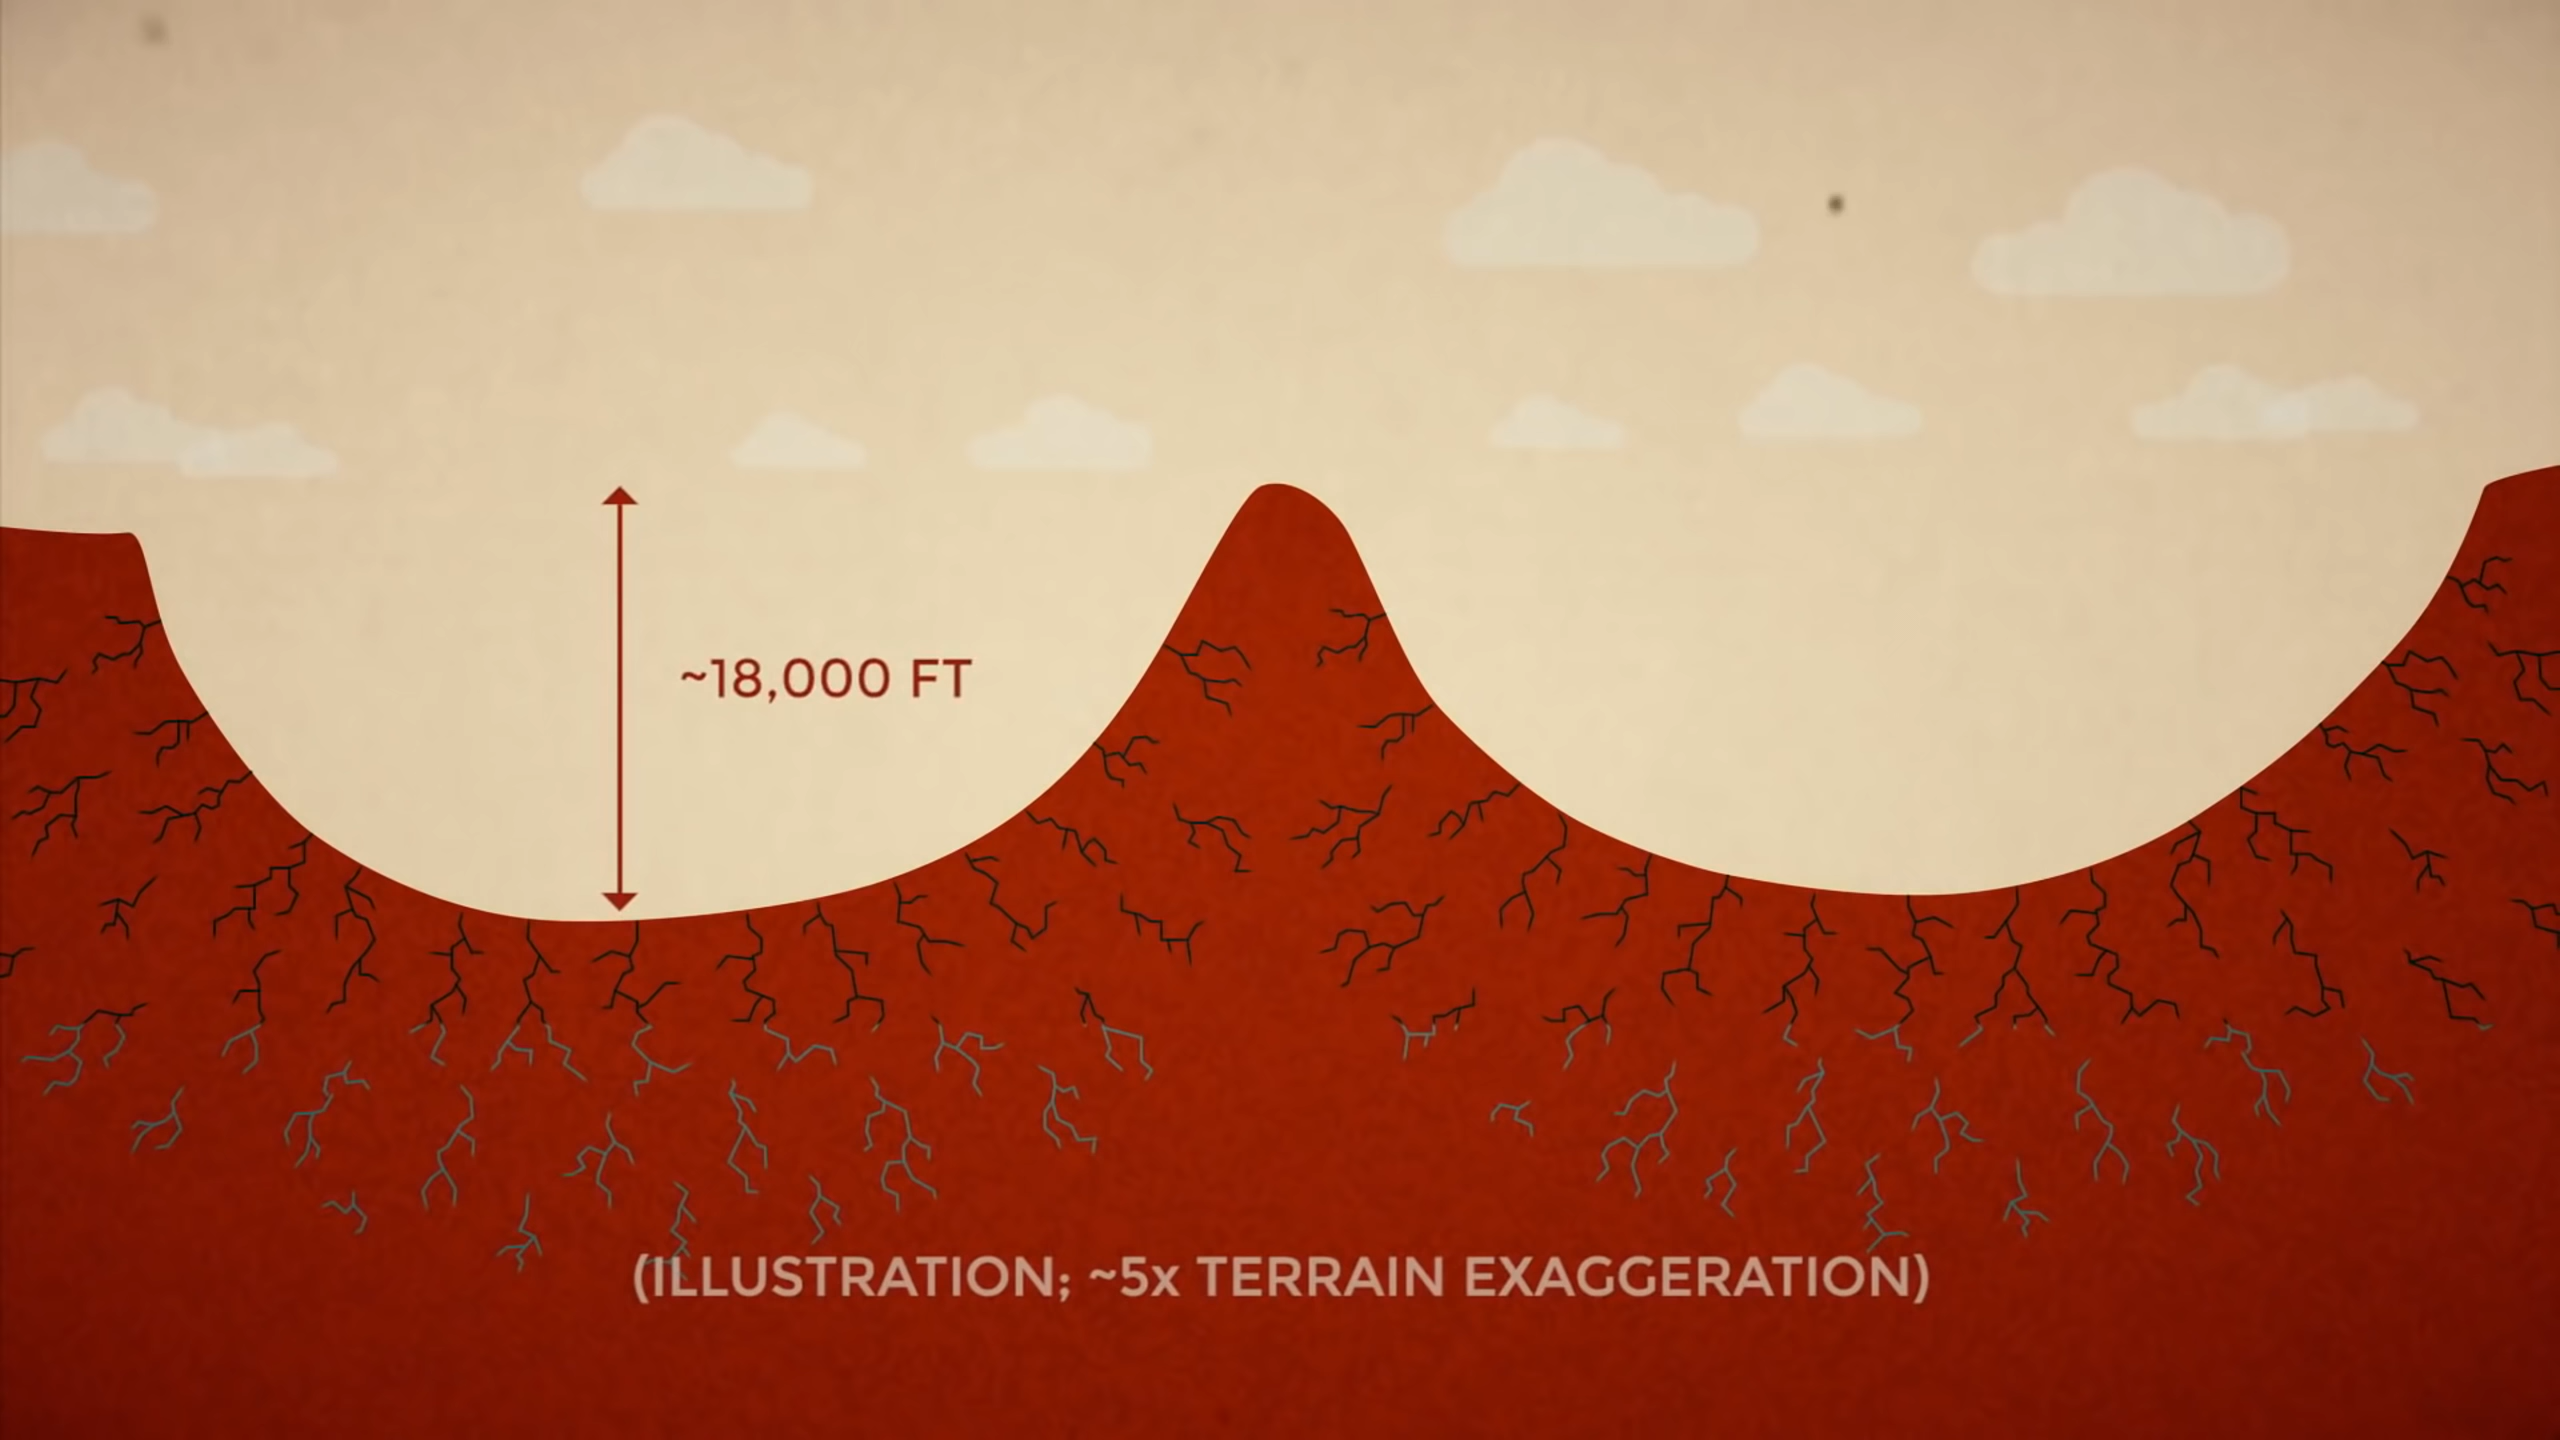 ~18,000 FT
(ILLUSTRATION; ~5x TERRAIN EXAGGERATION)